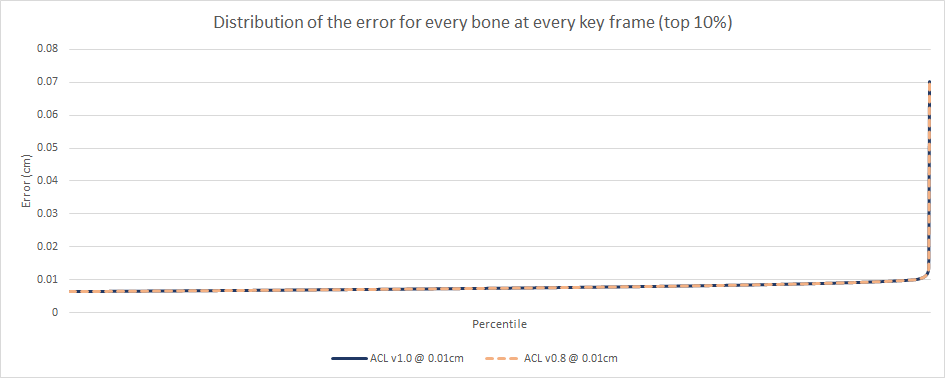 Distribution of the error for every bone at every key frame (top 10%)
0.08
0.07
0.06
0.05
0.04
0.03
0.02
0.01
0
Error (cm)
Percentile
ACL v1.0 @ 0.01cm
ACL v0.8 @ 0.01cm